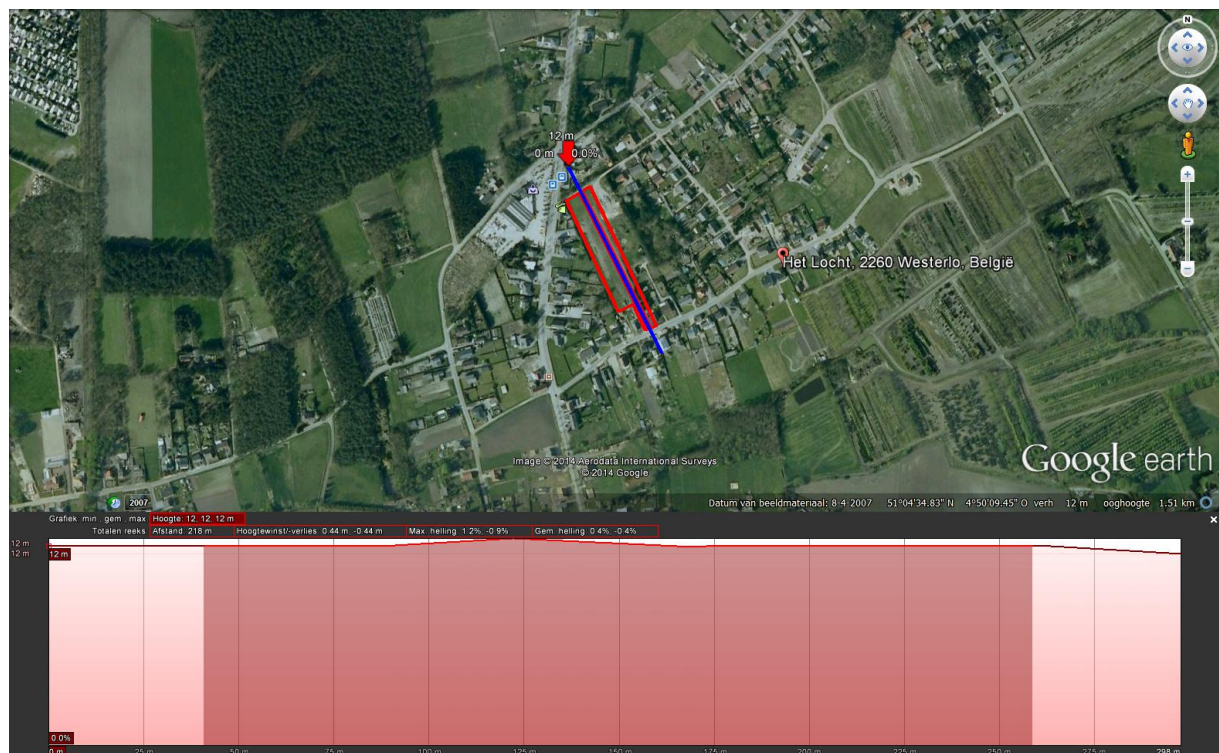 N
12 m
0 m 0.0%
Het Locht, 2260 Westerlo, België
Image © 2014 Aerodata International Surveys
© 2014 Google
Google earth
2007
Datum van beeldmateriaal: 8-4-2007 51°04'34.83" N 4°50'09.45" O verh 12 m ooghoogte 1.51 km
Grafiek: min., gem., max. Hoogte: 12, 12, 12 m
Totalen reeks: Afstand: 218 m Hoogtewinst/-verlies: 0.44 m, -0.44 m Max. helling: 1.2%, -0.9% Gem. helling: 0.4%, -0.4%
12 m
12 m
12 m
0.0%
0 m 25 m 50 m 75 m 100 m 125 m 150 m 175 m 200 m 225 m 250 m 275 m 298 m